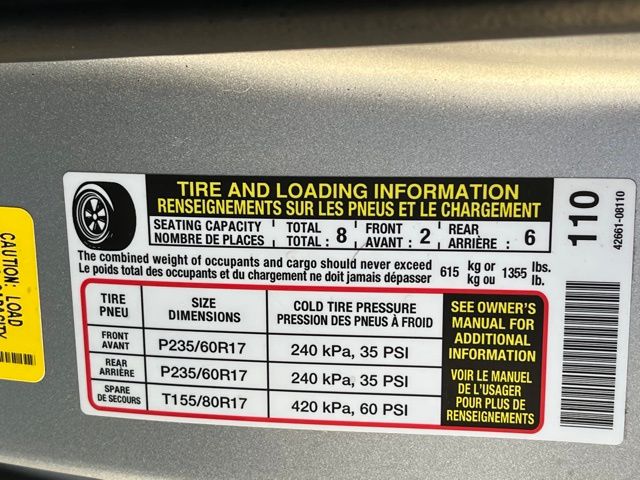 TIRE AND LOADING INFORMATION
RENSEIGNEMENTS SUR LES PNEUS ET LE CHARGEMENT
SEATING CAPACITY TOTAL FRONT REAR
NOMBRE DE PLACES TOTAL : 8 AVANT : 2 ARRIÈRE : 6
The combined weight of occupants and cargo should never exceed 615 kg or 1355 lbs.
Le poids total des occupants et du chargement ne doit jamais dépasser kg ou lb.
TIRE SIZE COLD TIRE PRESSURE
PNEU DIMENSIONS PRESSION DES PNEUS À FROID
FRONT
AVANT P235/60R17 240 kPa, 35 PSI
REAR
ARRIÈRE P235/60R17 240 kPa, 35 PSI
SPARE
DE SECOURS T155/80R17 420 kPa, 60 PSI
SEE OWNER'S
MANUAL FOR
ADDITIONAL
INFORMATION
VOIR LE MANUEL
DE L'USAGER
POUR PLUS DE
RENSEIGNEMENTS
110
42661-08110
CAUTION: LOAD